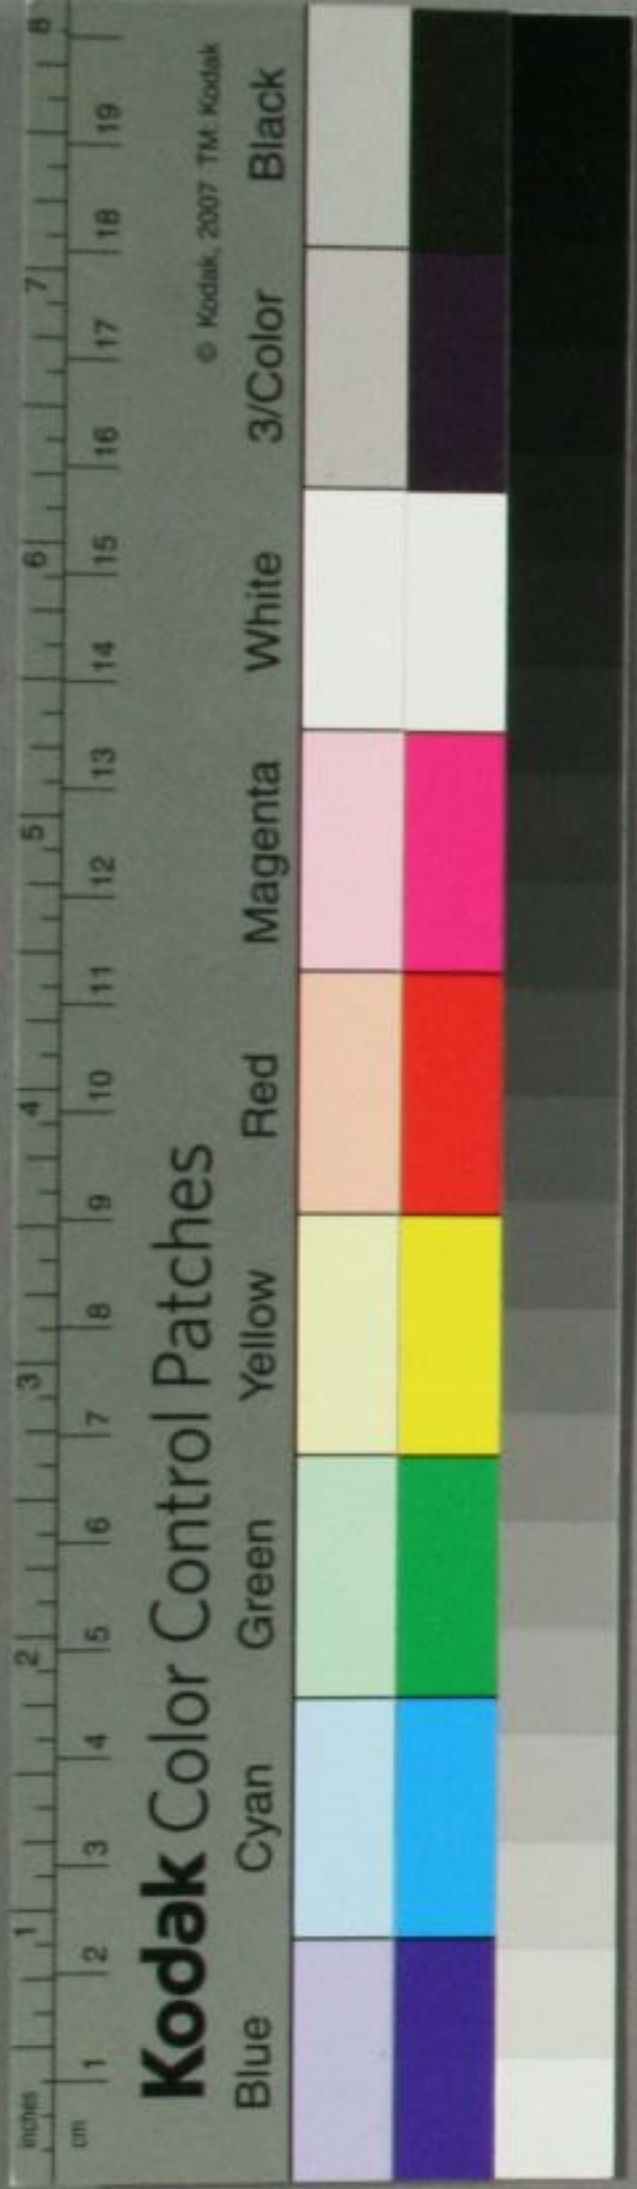 inches 1 2 3 4 5 6 7 8
cm 1 2 3 4 5 6 7 8 9 10 11 12 13 14 15 16 17 18 19
Kodak Color Control Patches
© Kodak, 2007 TM: Kodak
Blue Cyan Green Yellow Red Magenta White 3/Color Black